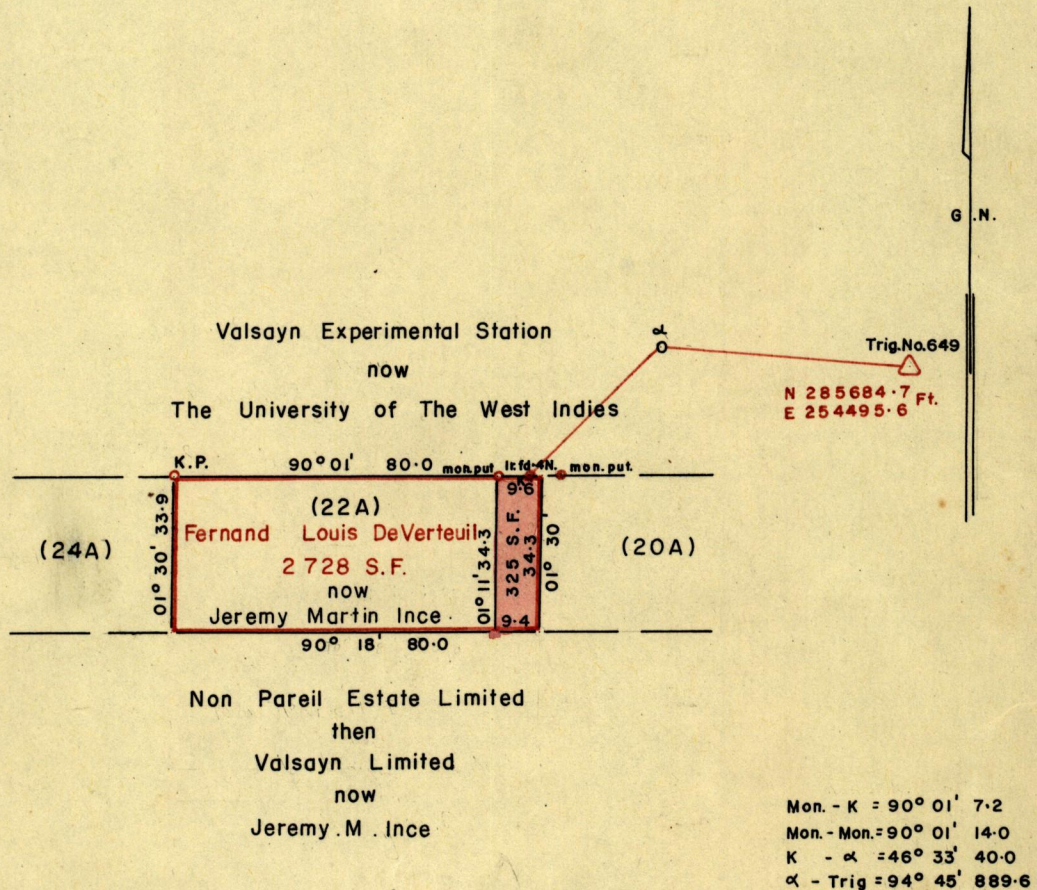 G.N.
Valsayn Experimental Station
now
The University of The West Indies
α
Trig.No.649
N 285684·7 Ft.
E 254495·6
K.P.
90° 01' 80·0
mon.put
Ir.fd·4N.
mon. put.
K
9·6
(24A)
01° 30' 33·9
(22A)
Fernand Louis DeVerteuil
2 728 S.F.
now
Jeremy Martin Ince
01° 11' 34·3
325 S.F.
34·3
9·4
01° 30'
(20A)
90° 18' 80·0
Non Pareil Estate Limited
then
Valsayn Limited
now
Jeremy.M. Ince
Mon. - K = 90° 01' 7·2
Mon. - Mon. = 90° 01' 14·0
K - α = 46° 33' 40·0
α - Trig = 94° 45' 889·6